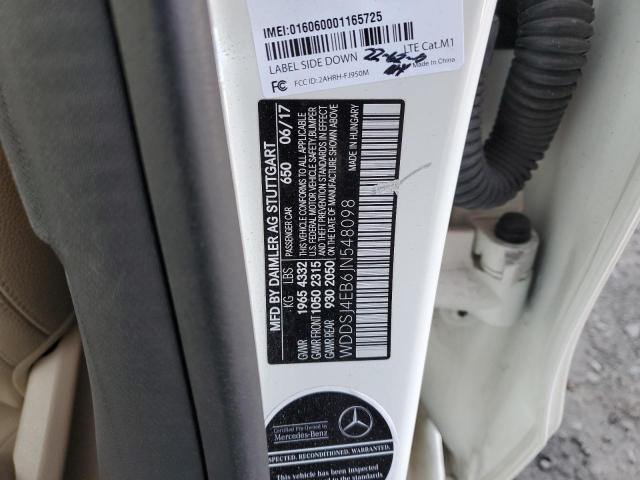 IMEI:016060001165725
LABEL SIDE DOWN
LTE Cat.M1
FC FCC ID: 2AHRH-FJ950M
Made in China
MFD BY DAIMLER AG STUTTGART
PASSENGER CAR 650 06/17
KG LBS
GVWR 1965 4332
GAWR FRONT 1050 2315
GAWR REAR 930 2050
THIS VEHICLE CONFORMS TO ALL APPLICABLE
U.S. FEDERAL MOTOR VEHICLE SAFETY, BUMPER
AND THEFT PREVENTION STANDARDS IN EFFECT
ON THE DATE OF MANUFACTURE SHOWN ABOVE
MADE IN HUNGARY
WDDSJ4EB6JN548098
Certified Pre-Owned by
Mercedes-Benz
This vehicle has been inspected